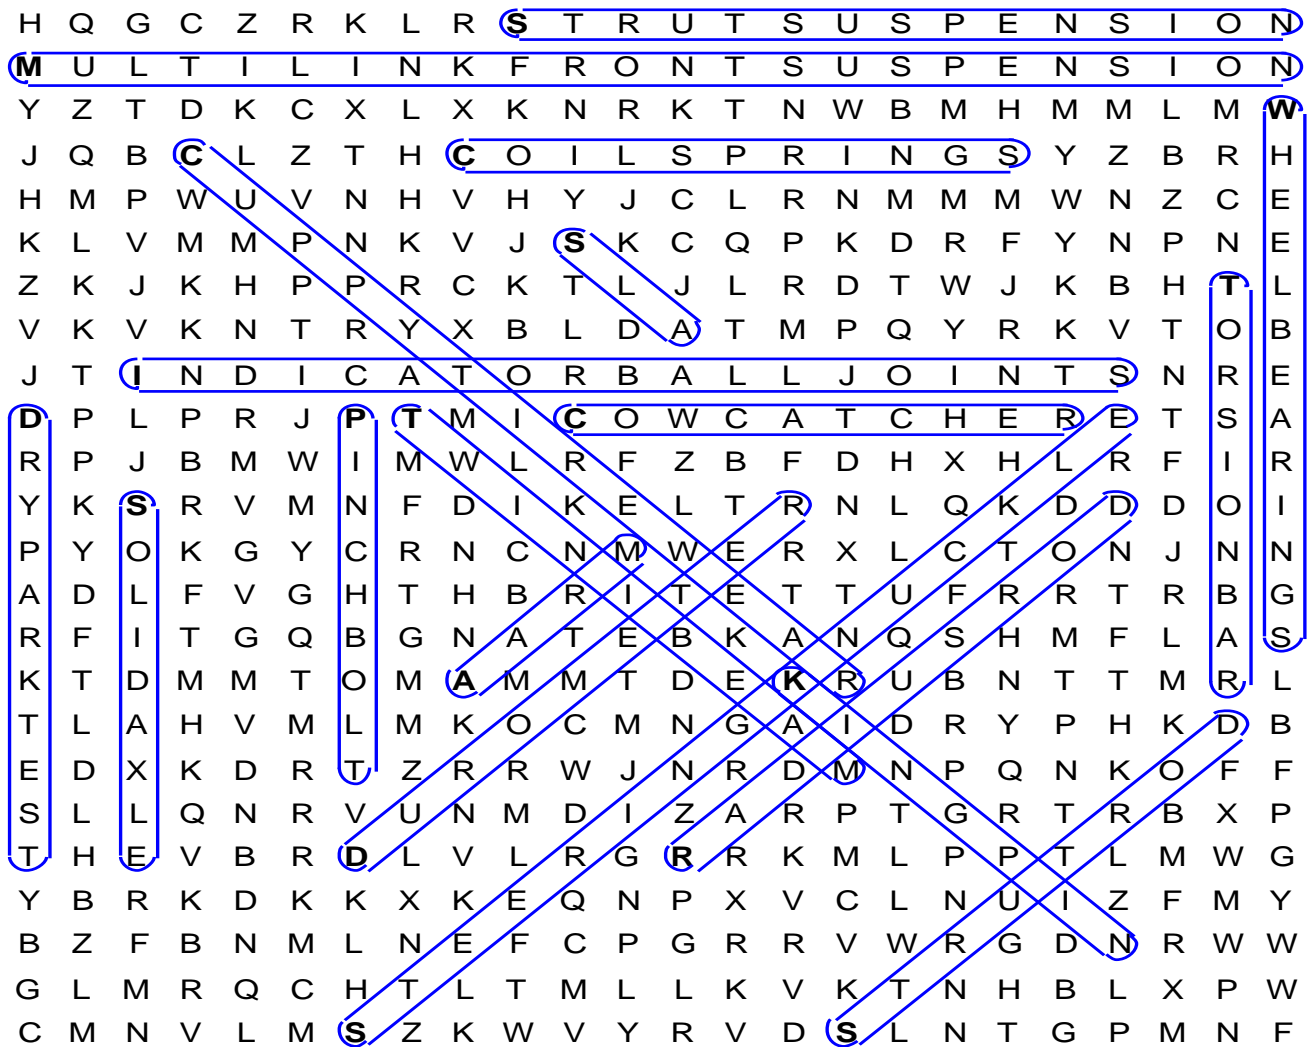 H Q G C Z R K L R S T R U T S U S P E N S I O N
M U L T I L I N K F R O N T S U S P E N S I O N
Y Z T D K C X L X K N R K T N W B M H M M L M W
J Q B C L Z T H C O I L S P R I N G S Y Z B R H
H M P W U V N H V H Y J C L R N M M M W N Z C E
K L V M M P N K V J S K C Q P K D R F Y N P N E
Z K J K H P P R C K T L J L R D T W J K B H T L
V K V K N T R Y X B L D A T M P Q Y R K V T O B
J T I N D I C A T O R B A L L J O I N T S N R E
D P L P R J P T M I C O W C A T C H E R E T S A
R P J B M W I M W L R F Z B F D H X H L R F I R
Y K S R V M N F D I K E L T R N L Q K D D D O I
P Y O K G Y C R N C N M W E R X L C T O N J N N
A D L F V G H T H B R I T E T T U F R R T R B G
R F I T G Q B G N A T E B K A N Q S H M F L A S
K T D M M T O M A M M T D E K R U B N T T M R L
T L A H V M L M K O C M N G A I D R Y P H K D B
E D X K D R T Z R R W J N R D M N P Q N K O F F
S L L Q N R V U N M D I Z A R P T G R T R B X P
T H E V B R D L V L R G R R K M L P P T L M W G
Y B R K D K K X K E Q N P X V C L N U I Z F M Y
B Z F B N M L N E F C P G R R V W R G D N R W W
G L M R Q C H T L T M L L K V K T N H B L X P W
C M N V L M S Z K W V Y R V D S L N T G P M N F